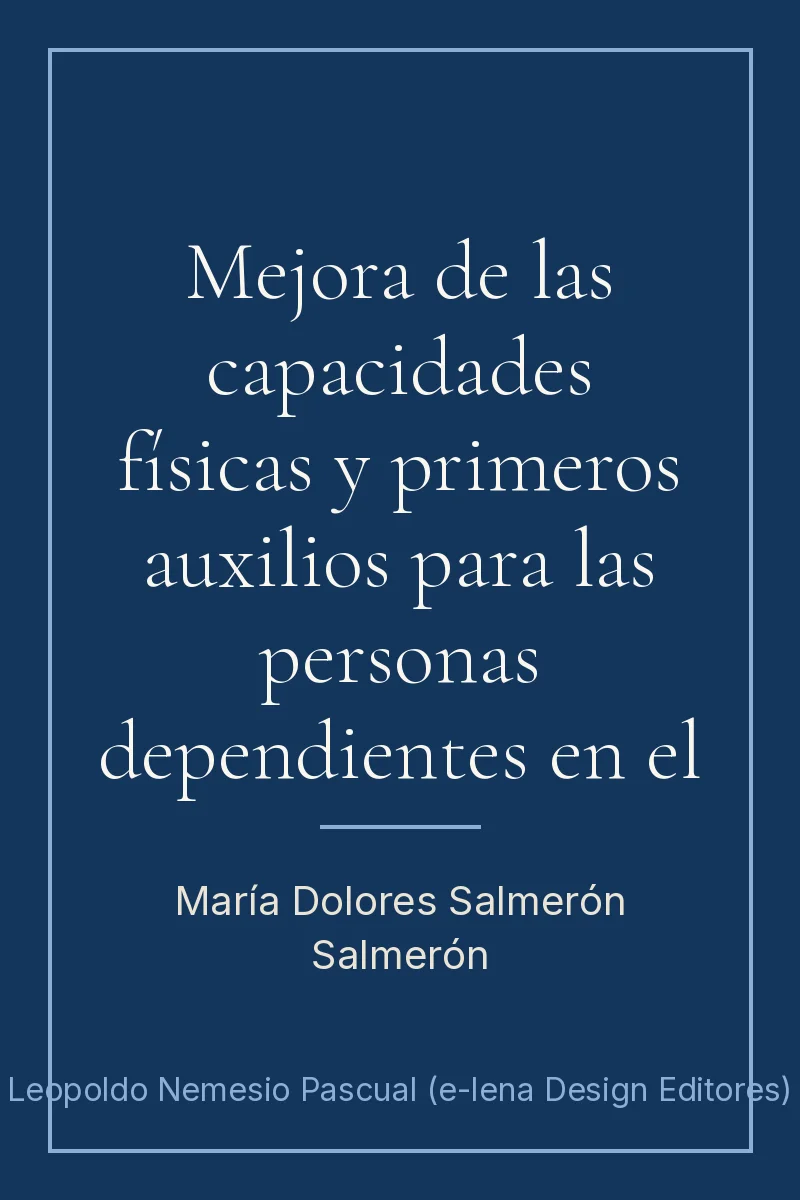 Mejora de las
capacidades
físicas y primeros
auxilios para las
personas
dependientes en el
María Dolores Salmerón
Salmerón
Leopoldo Nemesio Pascual (e-lena Design Editores)